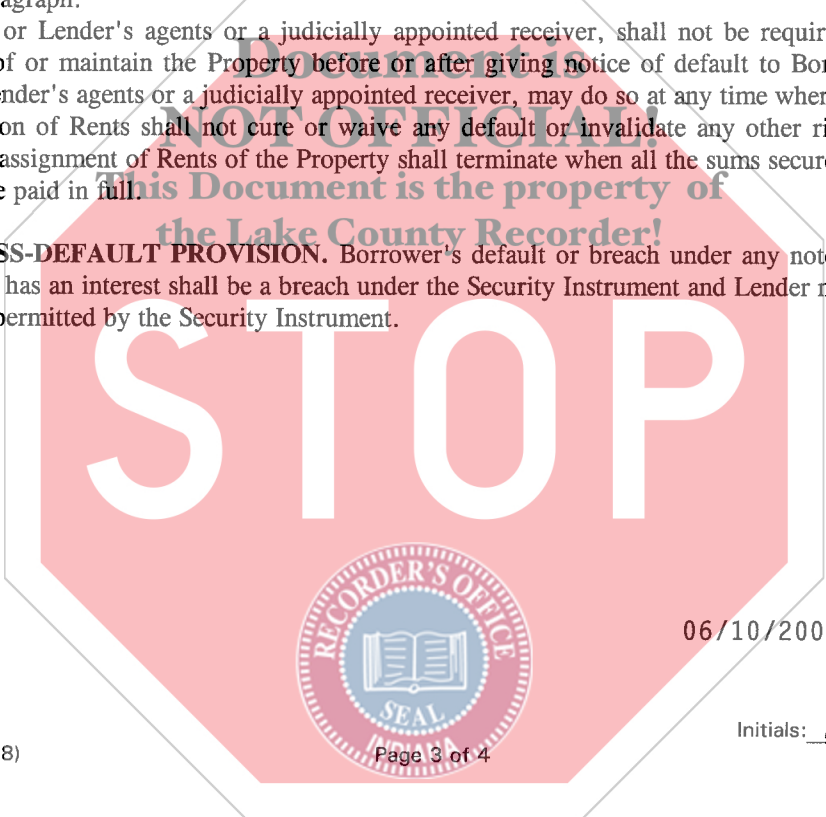 agraph.
or Lender's agents or a judicially appointed receiver, shall not be requir
of or maintain the Property before or after giving notice of default to Bor
ender's agents or a judicially appointed receiver, may do so at any time wher
on of Rents shall not cure or waive any default or invalidate any other ri
assignment of Rents of the Property shall terminate when all the sums secure
e paid in full.
Document is
NOT OFFICIAL!
This Document is the property of
the Lake County Recorder!
SS-DEFAULT PROVISION. Borrower's default or breach under any note
has an interest shall be a breach under the Security Instrument and Lender m
permitted by the Security Instrument.
STOP
RECORDER'S OFFICE
SEAL
INDIANA
06/10/200
Initials:
8)
Page 3 of 4